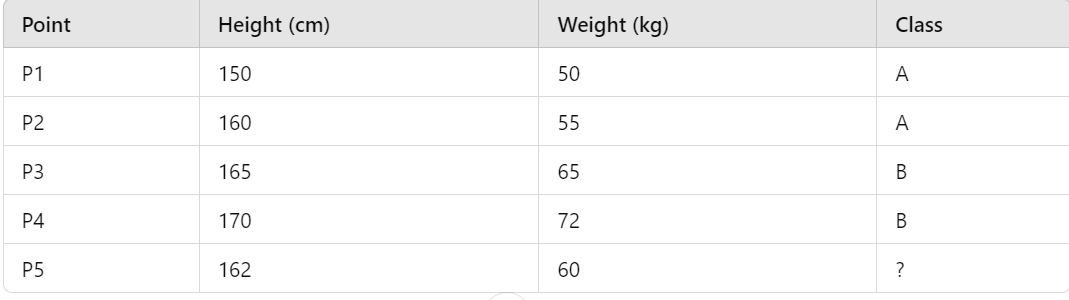 Point Height (cm) Weight (kg) Class
P1 150 50 A
P2 160 55 A
P3 165 65 B
P4 170 72 B
P5 162 60 ?